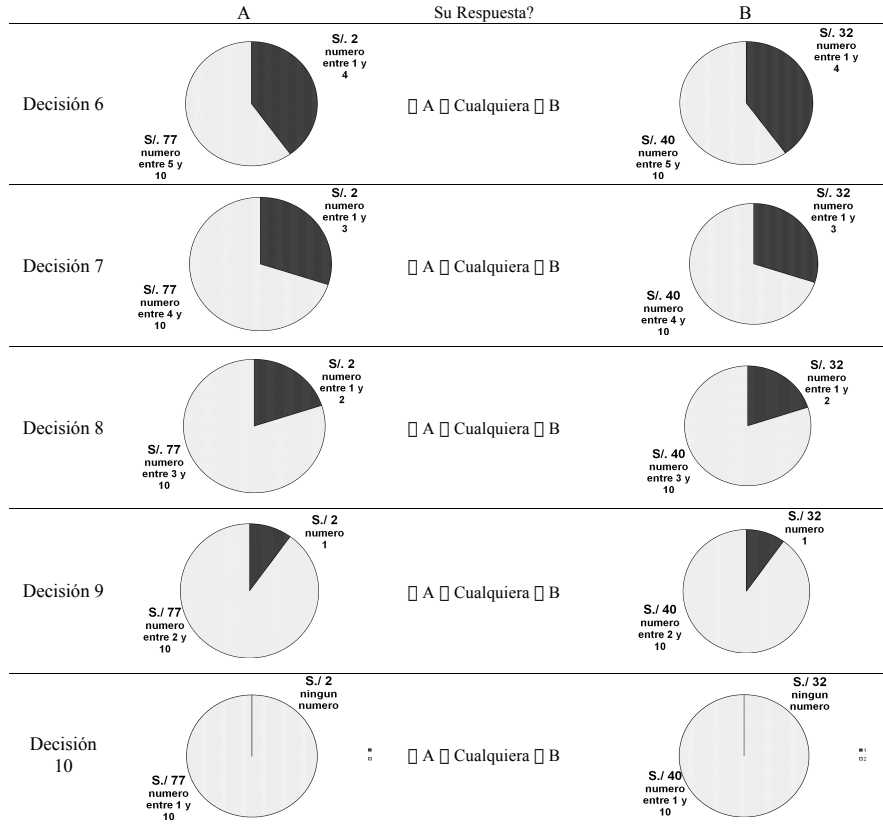 A Su Respuesta? B
Decisión 6
S/. 2
numero
entre 1 y
4
S/. 77
numero
entre 5 y
10
▯ A ▯ Cualquiera ▯ B
S/. 32
numero
entre 1 y
4
S/. 40
numero
entre 5 y
10
Decisión 7
S/. 2
numero
entre 1 y
3
S/. 77
numero
entre 4 y
10
▯ A ▯ Cualquiera ▯ B
S/. 32
numero
entre 1 y
3
S/. 40
numero
entre 4 y
10
Decisión 8
S/. 2
numero
entre 1 y
2
S/. 77
numero
entre 3 y
10
▯ A ▯ Cualquiera ▯ B
S/. 32
numero
entre 1 y
2
S/. 40
numero
entre 3 y
10
Decisión 9
S./ 2
numero
1
S./ 77
numero
entre 2 y
10
▯ A ▯ Cualquiera ▯ B
S./ 32
numero
1
S./ 40
numero
entre 2 y
10
Decisión
10
S./ 2
ningun
numero
S./ 77
numero
entre 1 y
10
▯ A ▯ Cualquiera ▯ B
S./ 32
ningun
numero
S./ 40
numero
entre 1 y
10
1
2